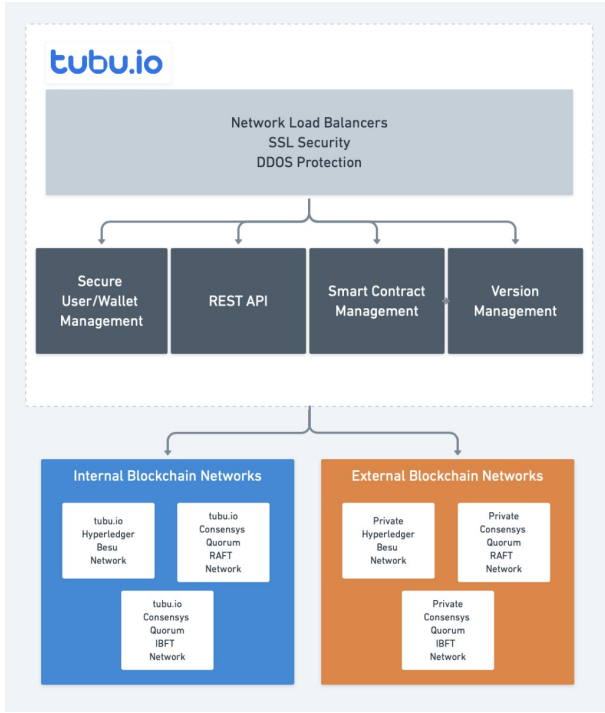 tubu.io
Network Load Balancers
SSL Security
DDOS Protection
Secure
User/Wallet
Management
REST API
Smart Contract
Management
Version
Management
Internal Blockchain Networks
tubu.io
Hyperledger
Besu
Network
tubu.io
Consensys
Quorum
RAFT
Network
tubu.io
Consensys
Quorum
IBFT
Network
External Blockchain Networks
Private
Hyperledger
Besu
Network
Private
Consensys
Quorum
RAFT
Network
Private
Consensys
Quorum
IBFT
Network